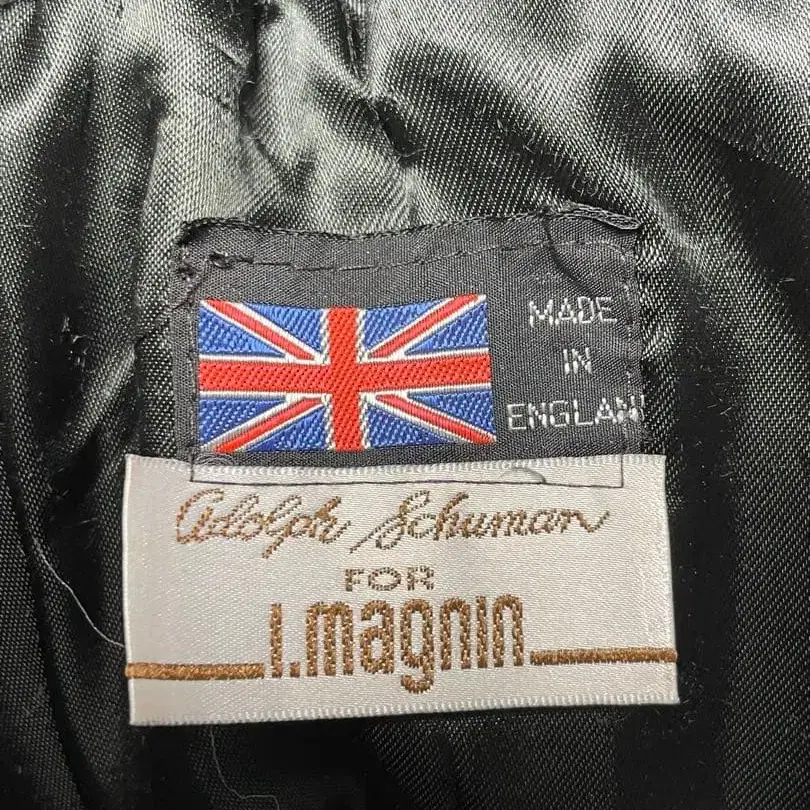 MADE
IN
ENGLAN
Adolph Schuman
FOR
I.magnin